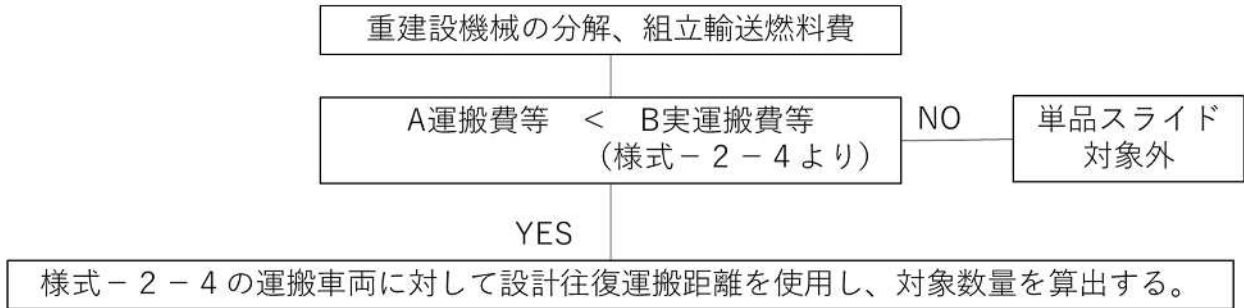 重建設機械の分解、組立輸送燃料費
A運搬費等　＜　B実運搬費等
（様式－２－４より）
NO
単品スライド
対象外
YES
様式－２－４の運搬車両に対して設計往復運搬距離を使用し、対象数量を算出する。